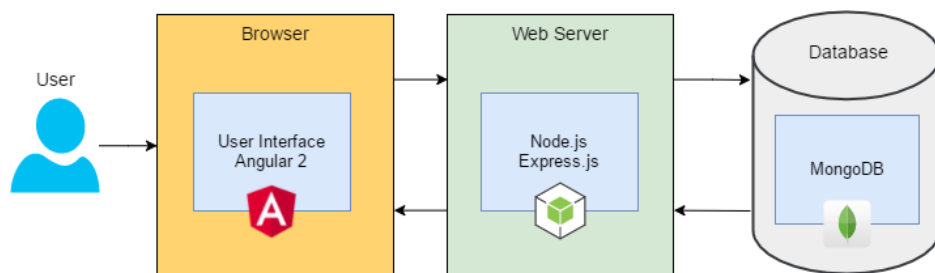 User
Browser
User Interface
Angular 2
Web Server
Node.js
Express.js
Database
MongoDB